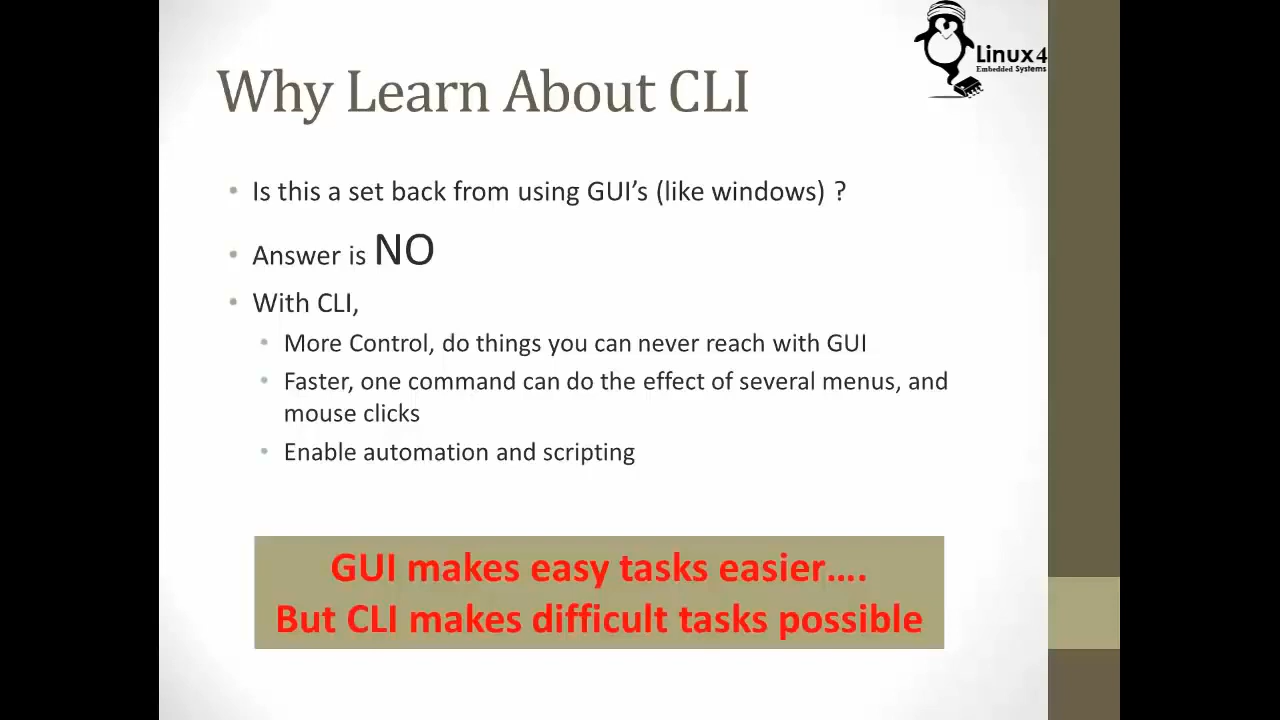 Linux 4
Embedded Systems
Why Learn About CLI
• Is this a set back from using GUI’s (like windows) ?
• Answer is NO
• With CLI,
• More Control, do things you can never reach with GUI
• Faster, one command can do the effect of several menus, and
mouse clicks
• Enable automation and scripting
GUI makes easy tasks easier….
But CLI makes difficult tasks possible